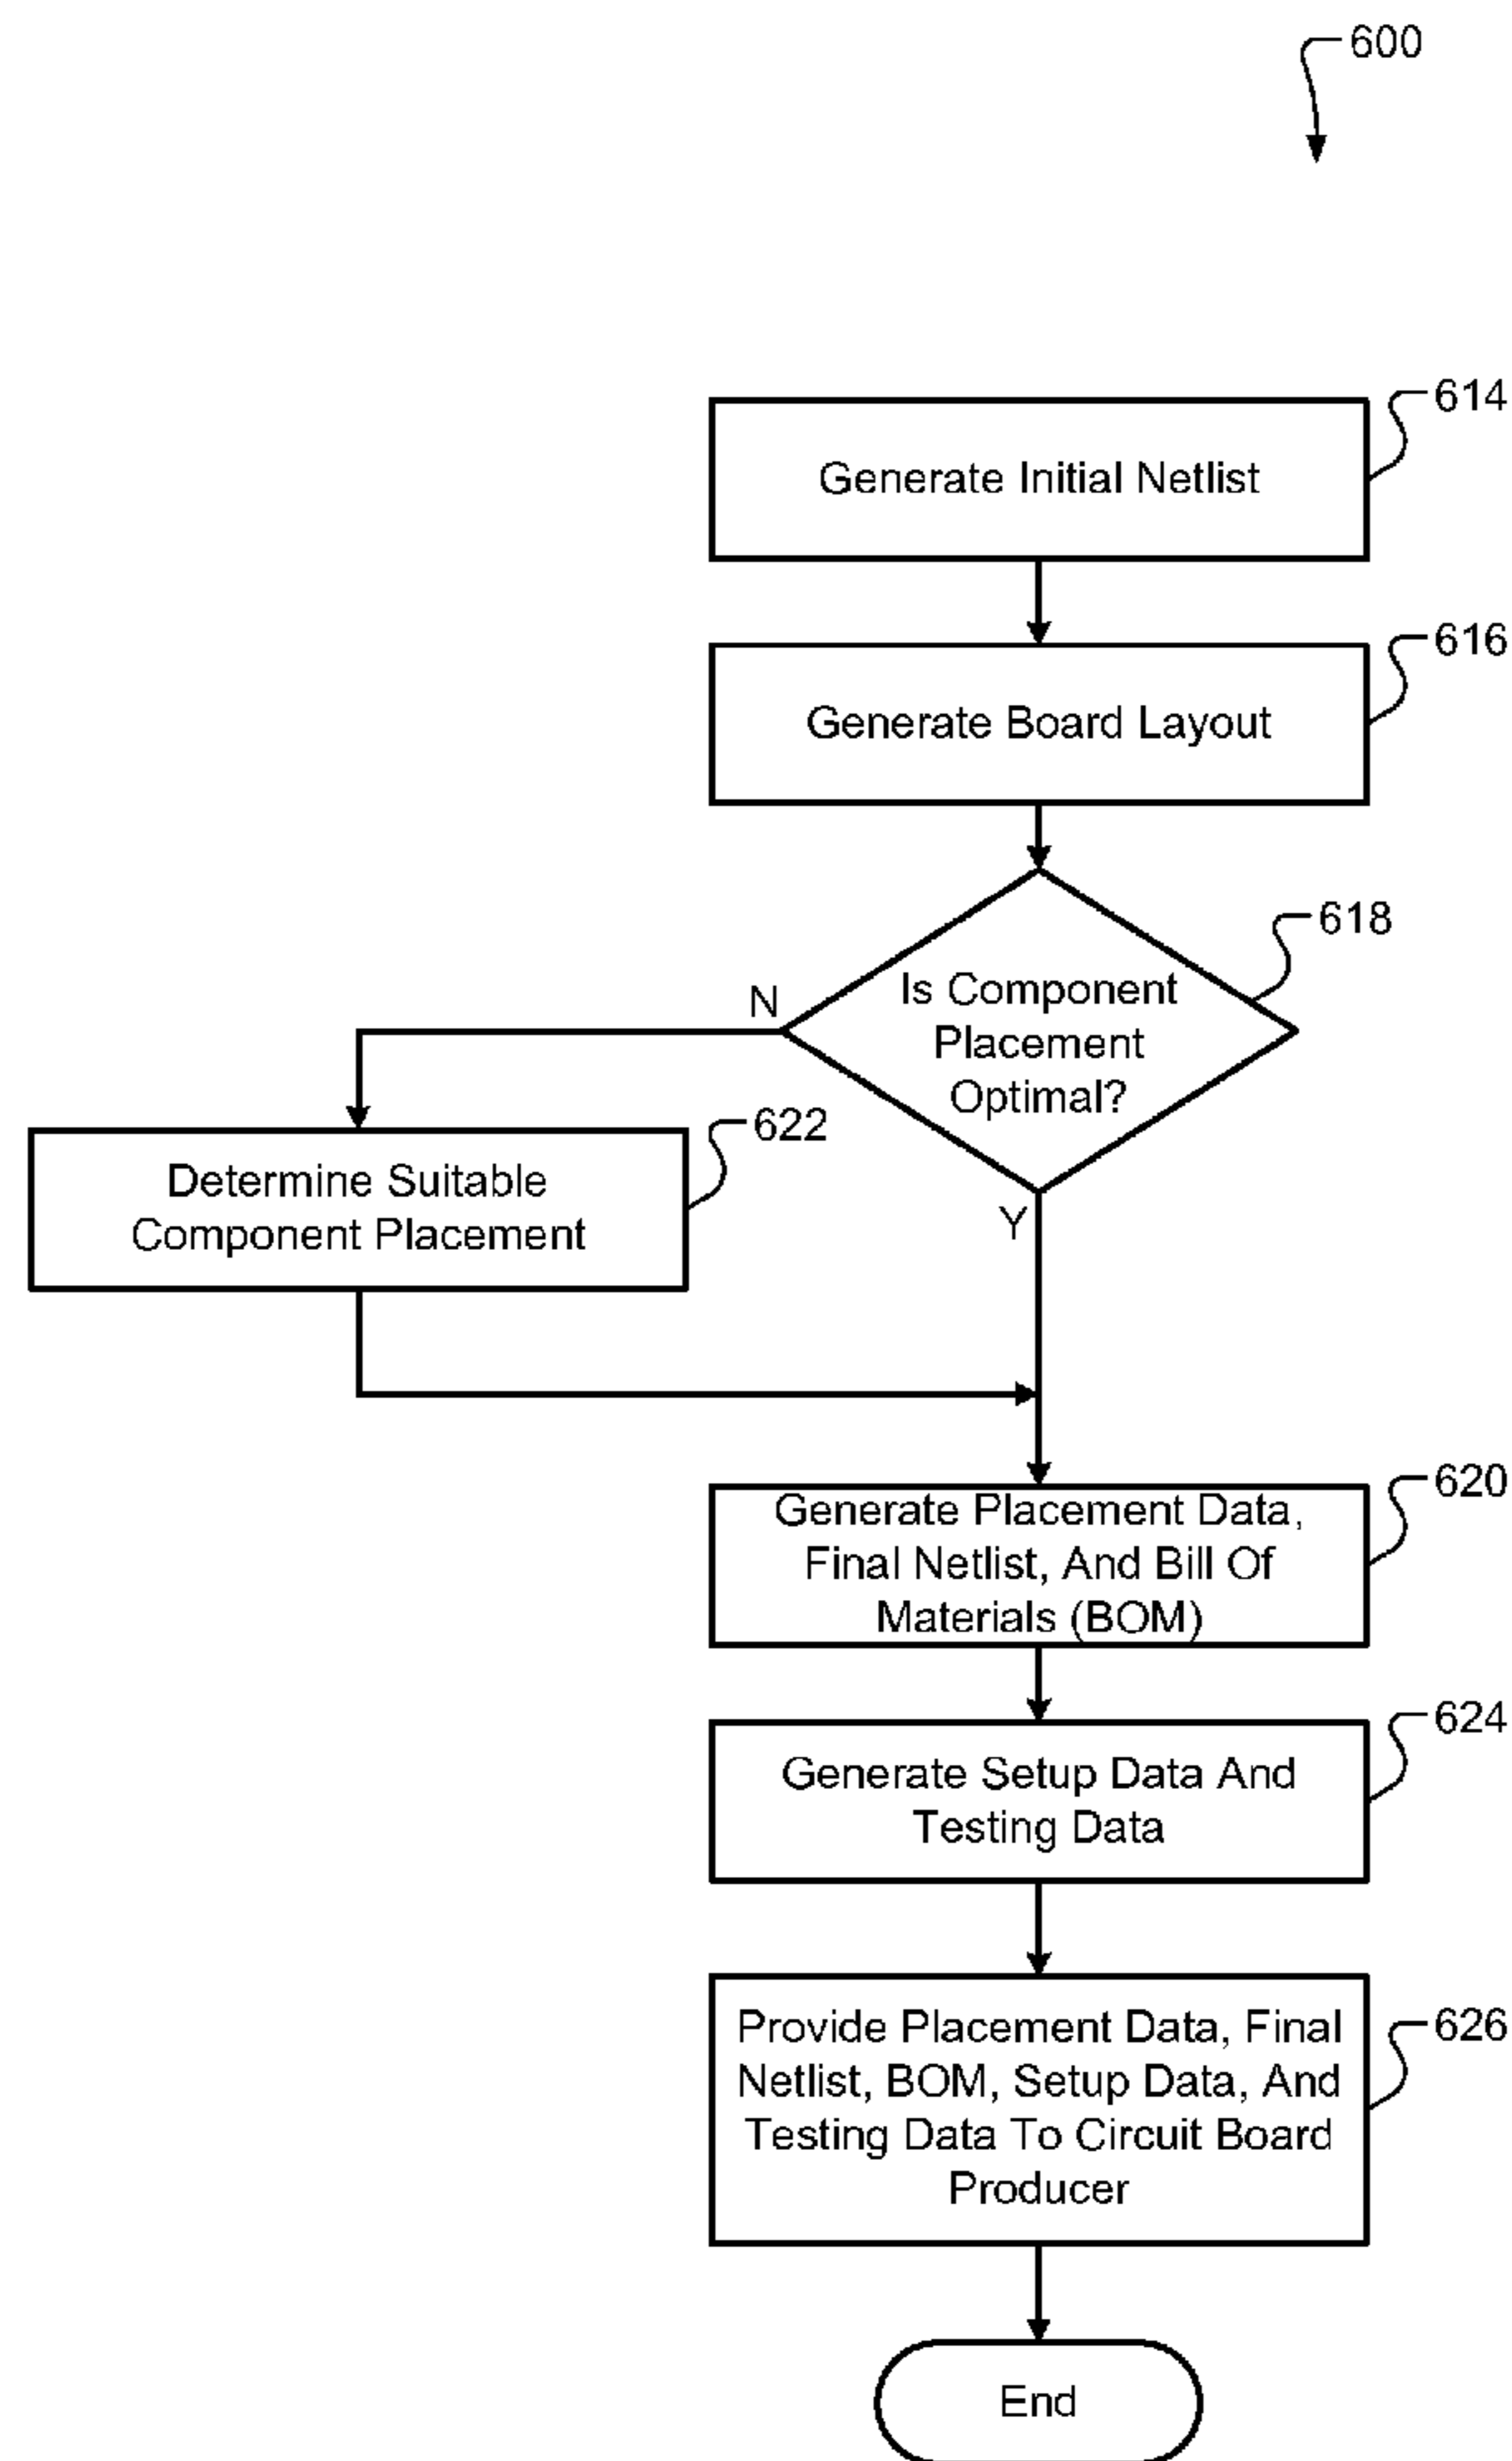 600
614
Generate Initial Netlist
616
Generate Board Layout
618
Is Component
Placement
Optimal?
N
Y
622
Determine Suitable
Component Placement
620
Generate Placement Data,
Final Netlist, And Bill Of
Materials (BOM)
624
Generate Setup Data And
Testing Data
626
Provide Placement Data, Final
Netlist, BOM, Setup Data, And
Testing Data To Circuit Board
Producer
End